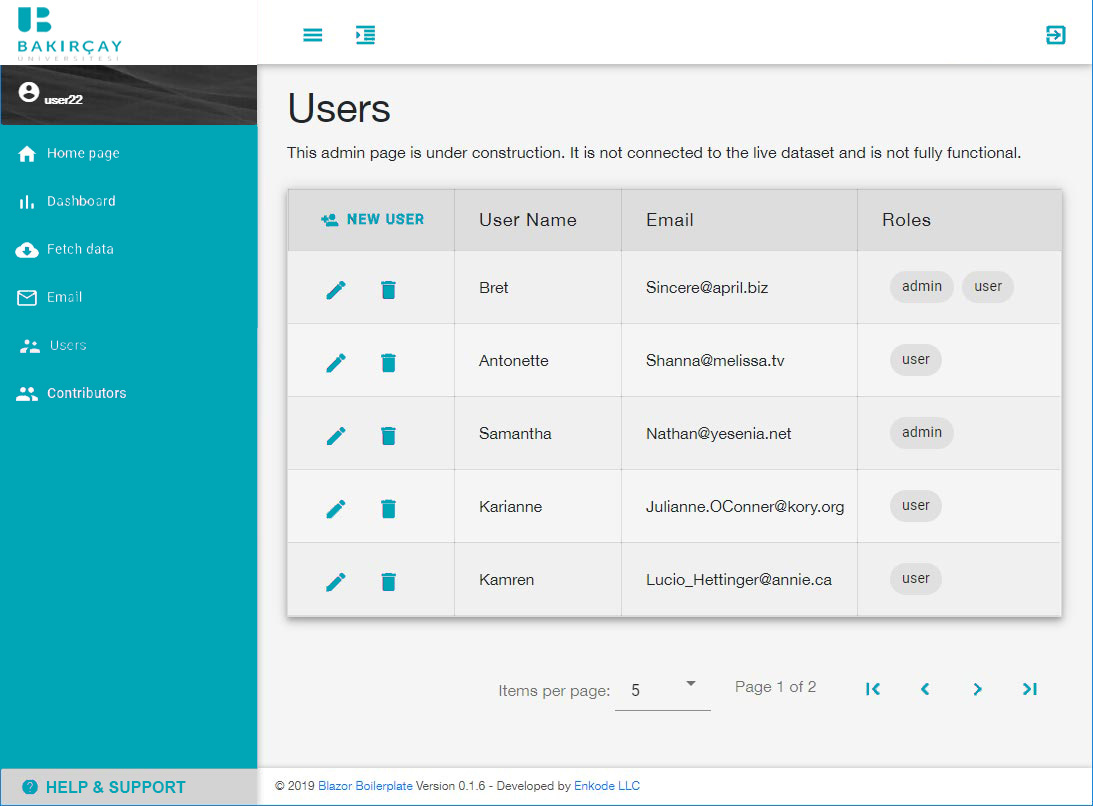 BAKIRÇAY
ÜNİVERSİTESİ
user22
Home page
Dashboard
Fetch data
Email
Users
Contributors
HELP & SUPPORT
Users
This admin page is under construction. It is not connected to the live dataset and is not fully functional.
NEW USER User Name Email Roles
Bret Sincere@april.biz admin user
Antonette Shanna@melissa.tv user
Samantha Nathan@yesenia.net admin
Karianne Julianne.OConner@kory.org user
Kamren Lucio_Hettinger@annie.ca user
Items per page: 5 Page 1 of 2
© 2019 Blazor Boilerplate Version 0.1.6 - Developed by Enkode LLC